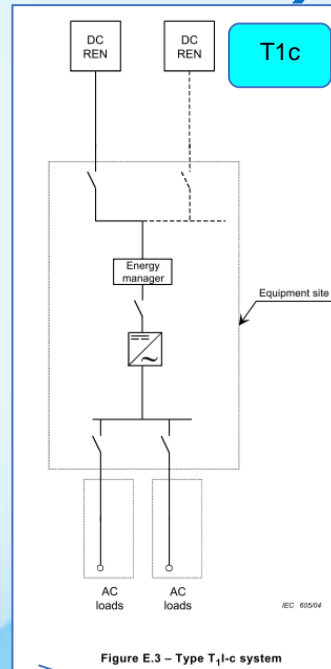 DC
REN
DC
REN
T1c
Energy
manager
Equipment site
AC
loads
AC
loads
IEC 605/04
Figure E.3 – Type T₁I-c system